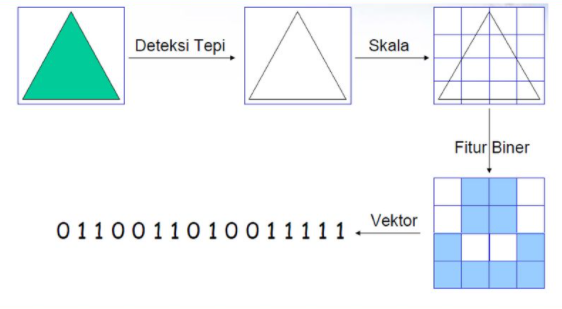 Deteksi Tepi
Skala
Fitur Biner
Vektor
0 1 1 0 0 1 1 0 1 0 0 1 1 1 1 1